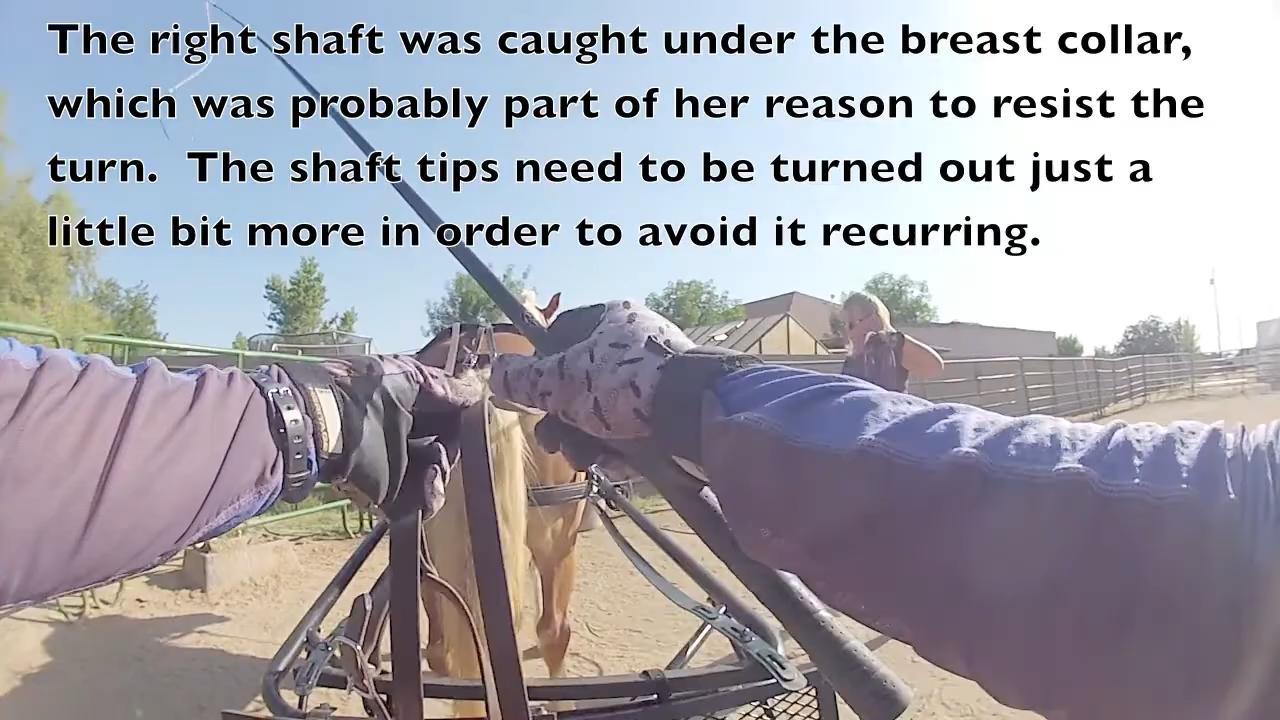 The right shaft was caught under the breast collar,
which was probably part of her reason to resist the
turn.  The shaft tips need to be turned out just a
little bit more in order to avoid it recurring.